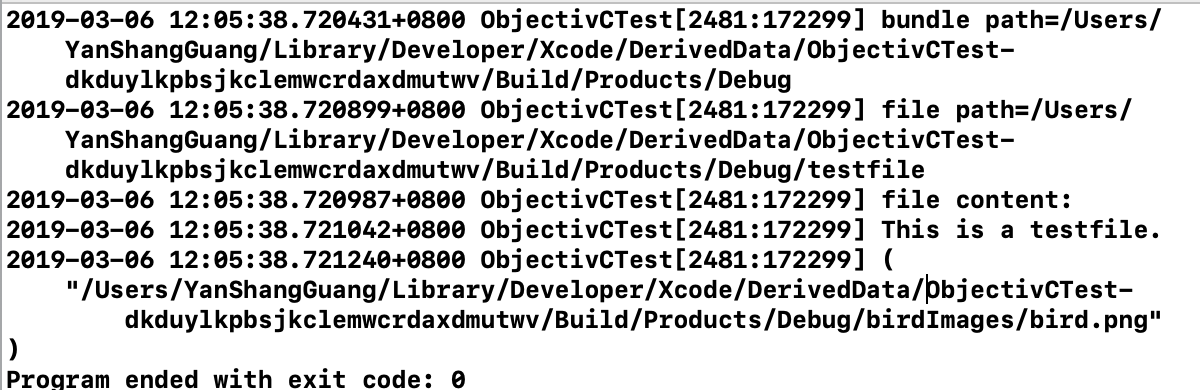 2019-03-06 12:05:38.720431+0800 ObjectivCTest[2481:172299] bundle path=/Users/
YanShangGuang/Library/Developer/Xcode/DerivedData/ObjectivCTest-
dkduylkpbsjkclemwcrdaxdmutwv/Build/Products/Debug
2019-03-06 12:05:38.720899+0800 ObjectivCTest[2481:172299] file path=/Users/
YanShangGuang/Library/Developer/Xcode/DerivedData/ObjectivCTest-
dkduylkpbsjkclemwcrdaxdmutwv/Build/Products/Debug/testfile
2019-03-06 12:05:38.720987+0800 ObjectivCTest[2481:172299] file content:
2019-03-06 12:05:38.721042+0800 ObjectivCTest[2481:172299] This is a testfile.
2019-03-06 12:05:38.721240+0800 ObjectivCTest[2481:172299] (
"/Users/YanShangGuang/Library/Developer/Xcode/DerivedData/ObjectivCTest-
dkduylkpbsjkclemwcrdaxdmutwv/Build/Products/Debug/birdImages/bird.png"
)
Program ended with exit code: 0